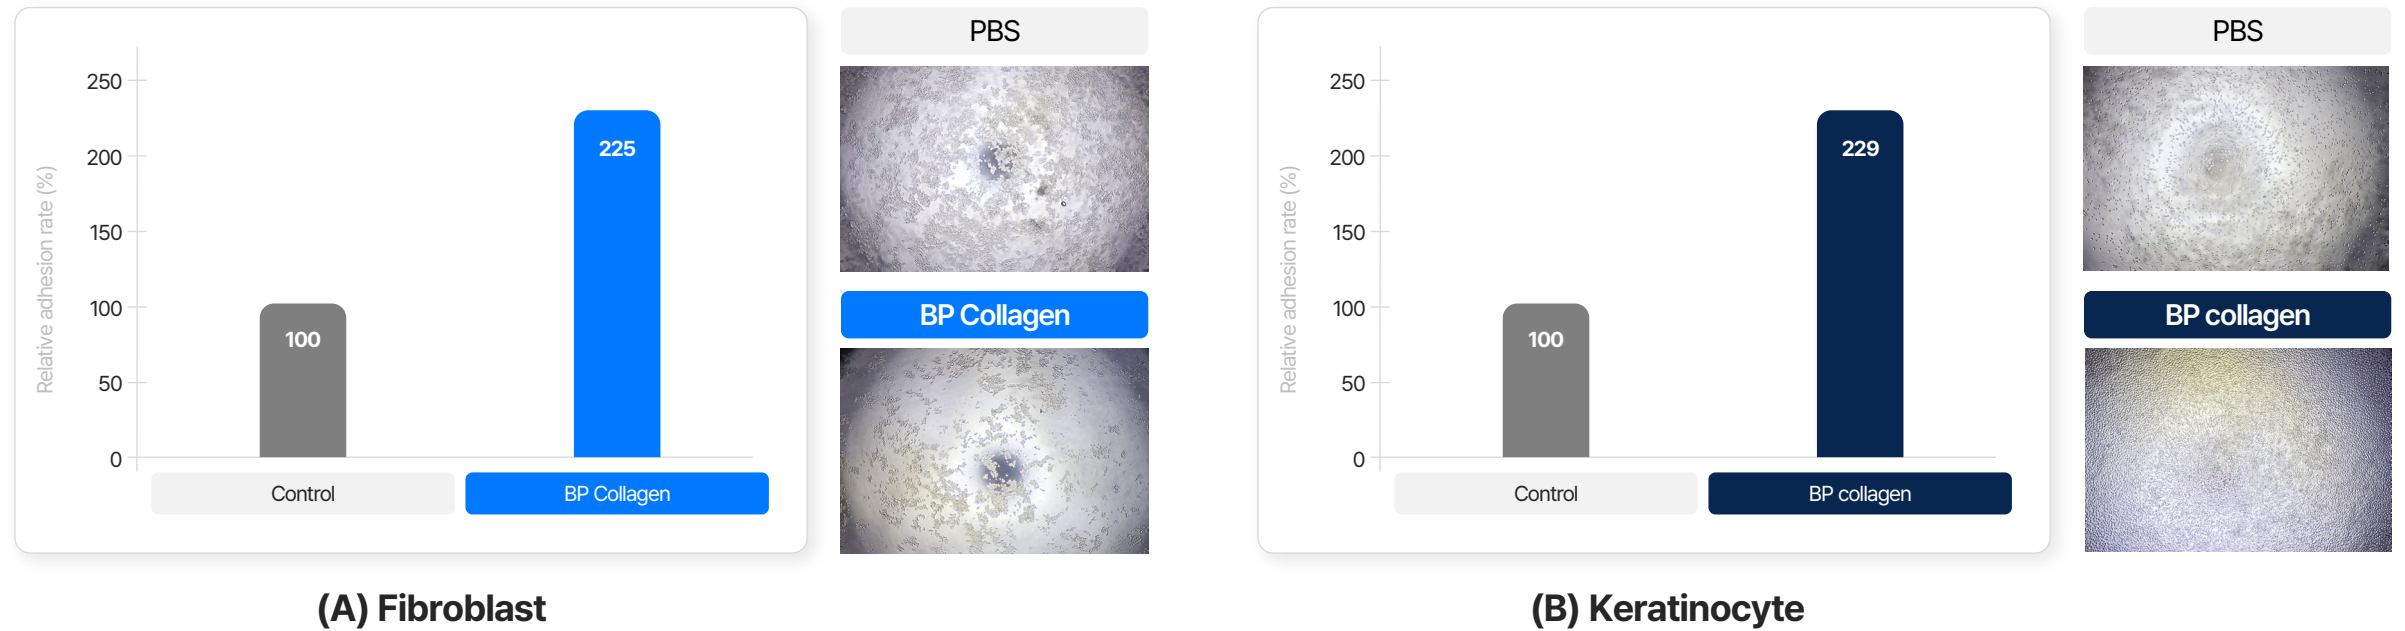 PBS
250
200
150
100
50
0
Relative adhesion rate (%)
100
225
Control
BP Collagen
BP Collagen
(A) Fibroblast
PBS
250
200
150
100
50
0
Relative adhesion rate (%)
100
229
Control
BP collagen
BP collagen
(B) Keratinocyte